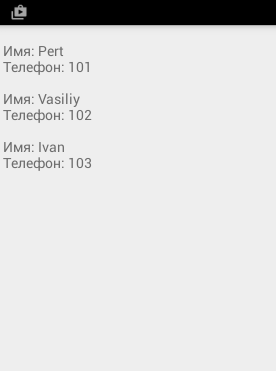 Имя: Pert
Телефон: 101
Имя: Vasiliy
Телефон: 102
Имя: Ivan
Телефон: 103